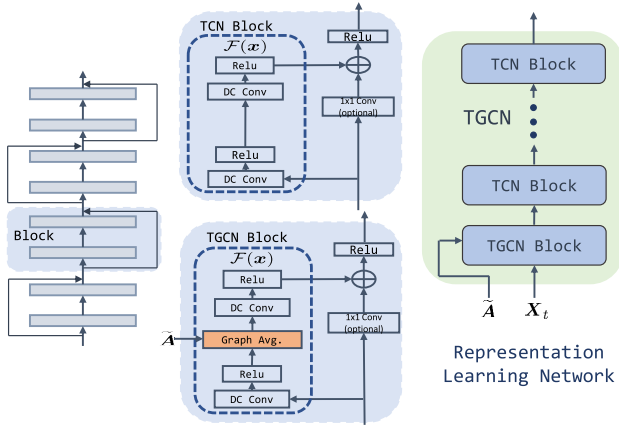 Block
TCN Block
F(x)
Relu
DC Conv
Relu
DC Conv
Relu
1x1 Conv
(optional)
TGCN Block
F(x)
Relu
DC Conv
Graph Avg.
Relu
DC Conv
Ã
Relu
1x1 Conv
(optional)
TCN Block
TGCN
TCN Block
TGCN Block
Ã
Xₜ
Representation
Learning Network